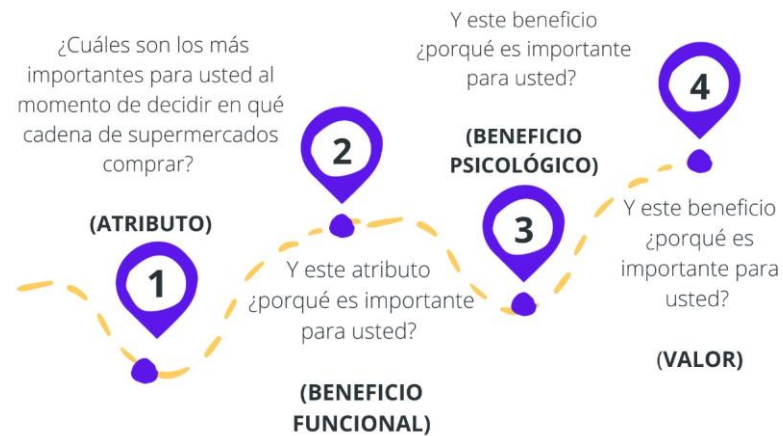 ¿Cuáles son los más
importantes para usted al
momento de decidir en qué
cadena de supermercados
comprar?
(ATRIBUTO)
1
2
Y este atributo
¿porqué es importante
para usted?
(BENEFICIO
FUNCIONAL)
Y este beneficio
¿porqué es importante
para usted?
(BENEFICIO
PSICOLÓGICO)
3
4
Y este beneficio
¿porqué es
importante para
usted?
(VALOR)